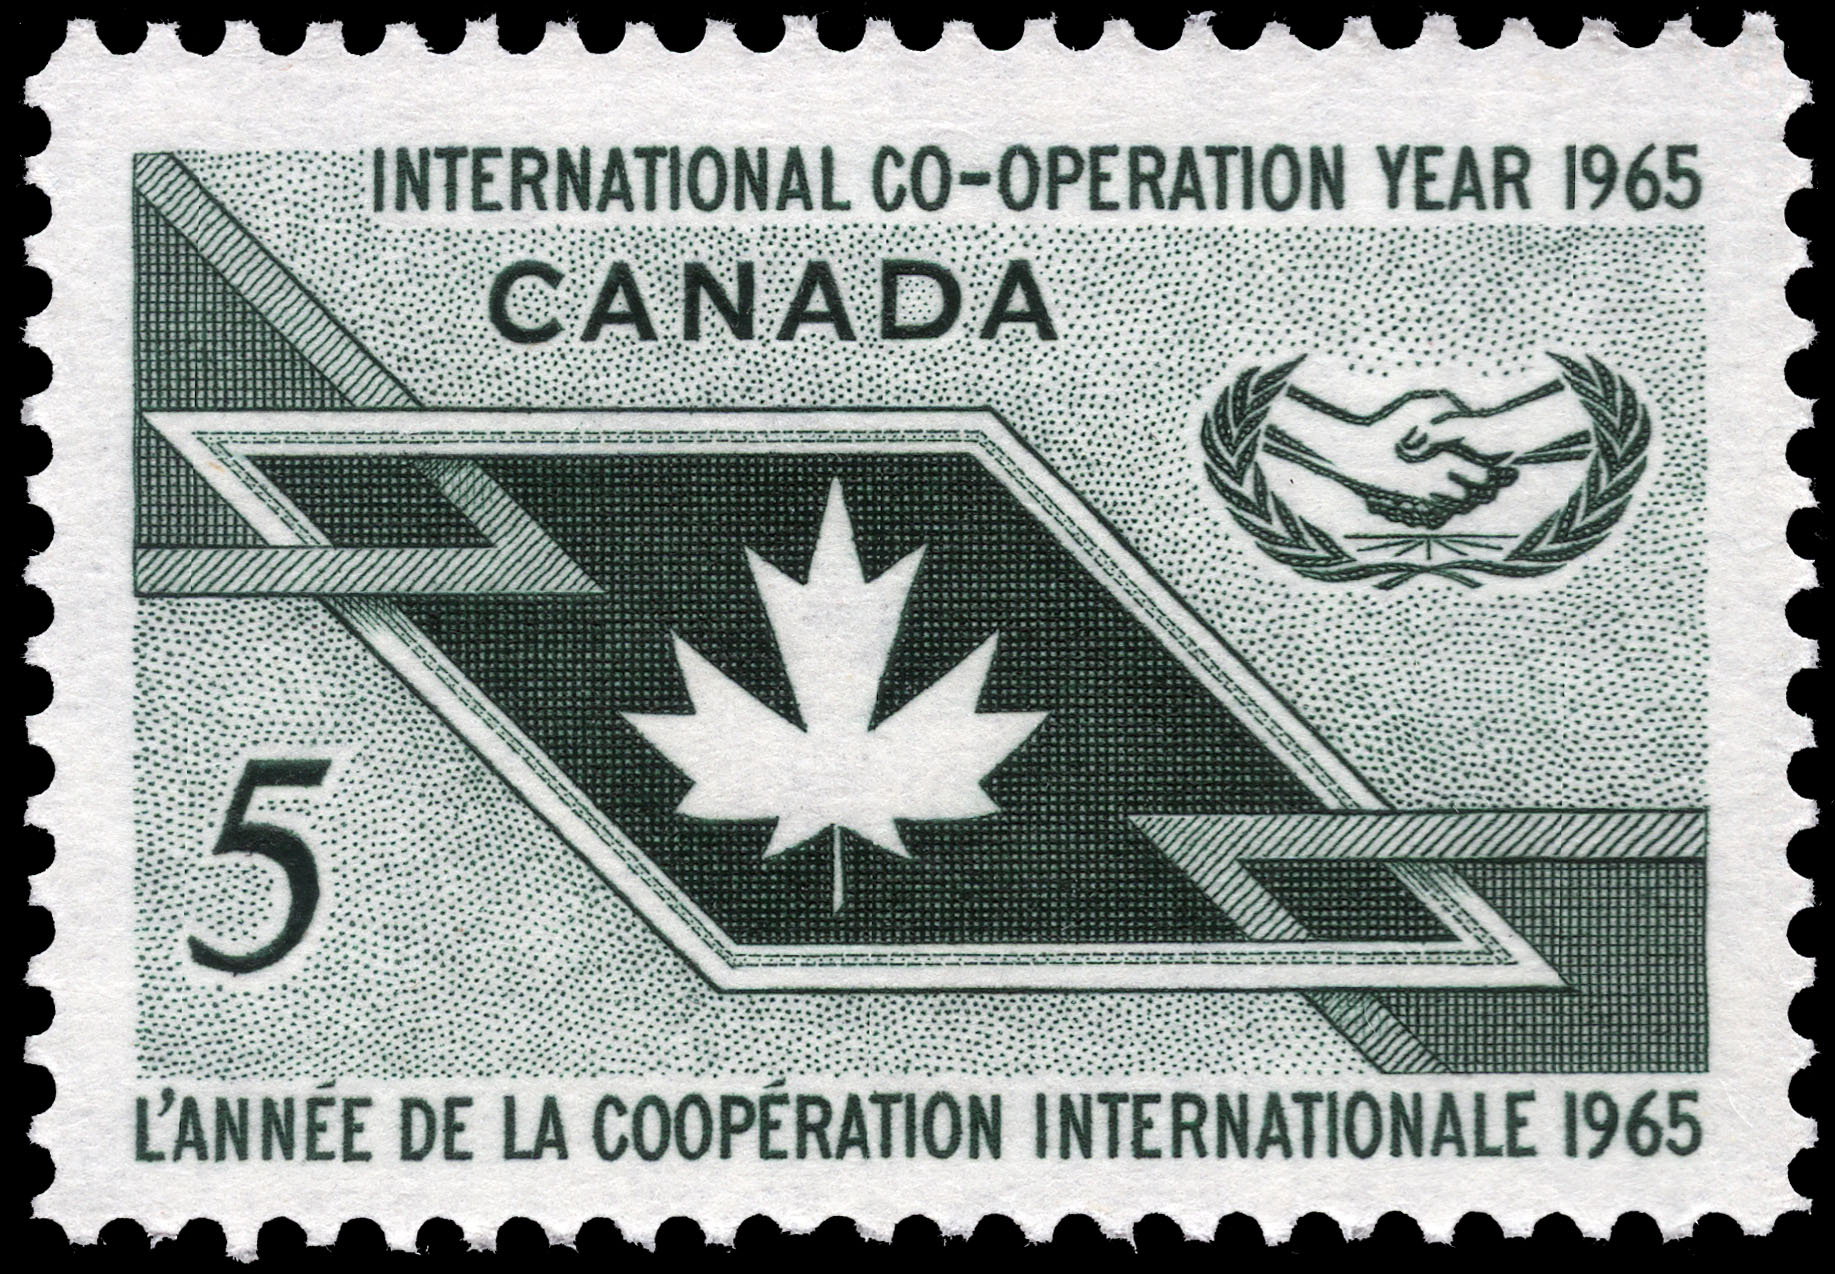 INTERNATIONAL CO-OPERATION YEAR 1965
CANADA
5
L'ANNÉE DE LA COOPÉRATION INTERNATIONALE 1965